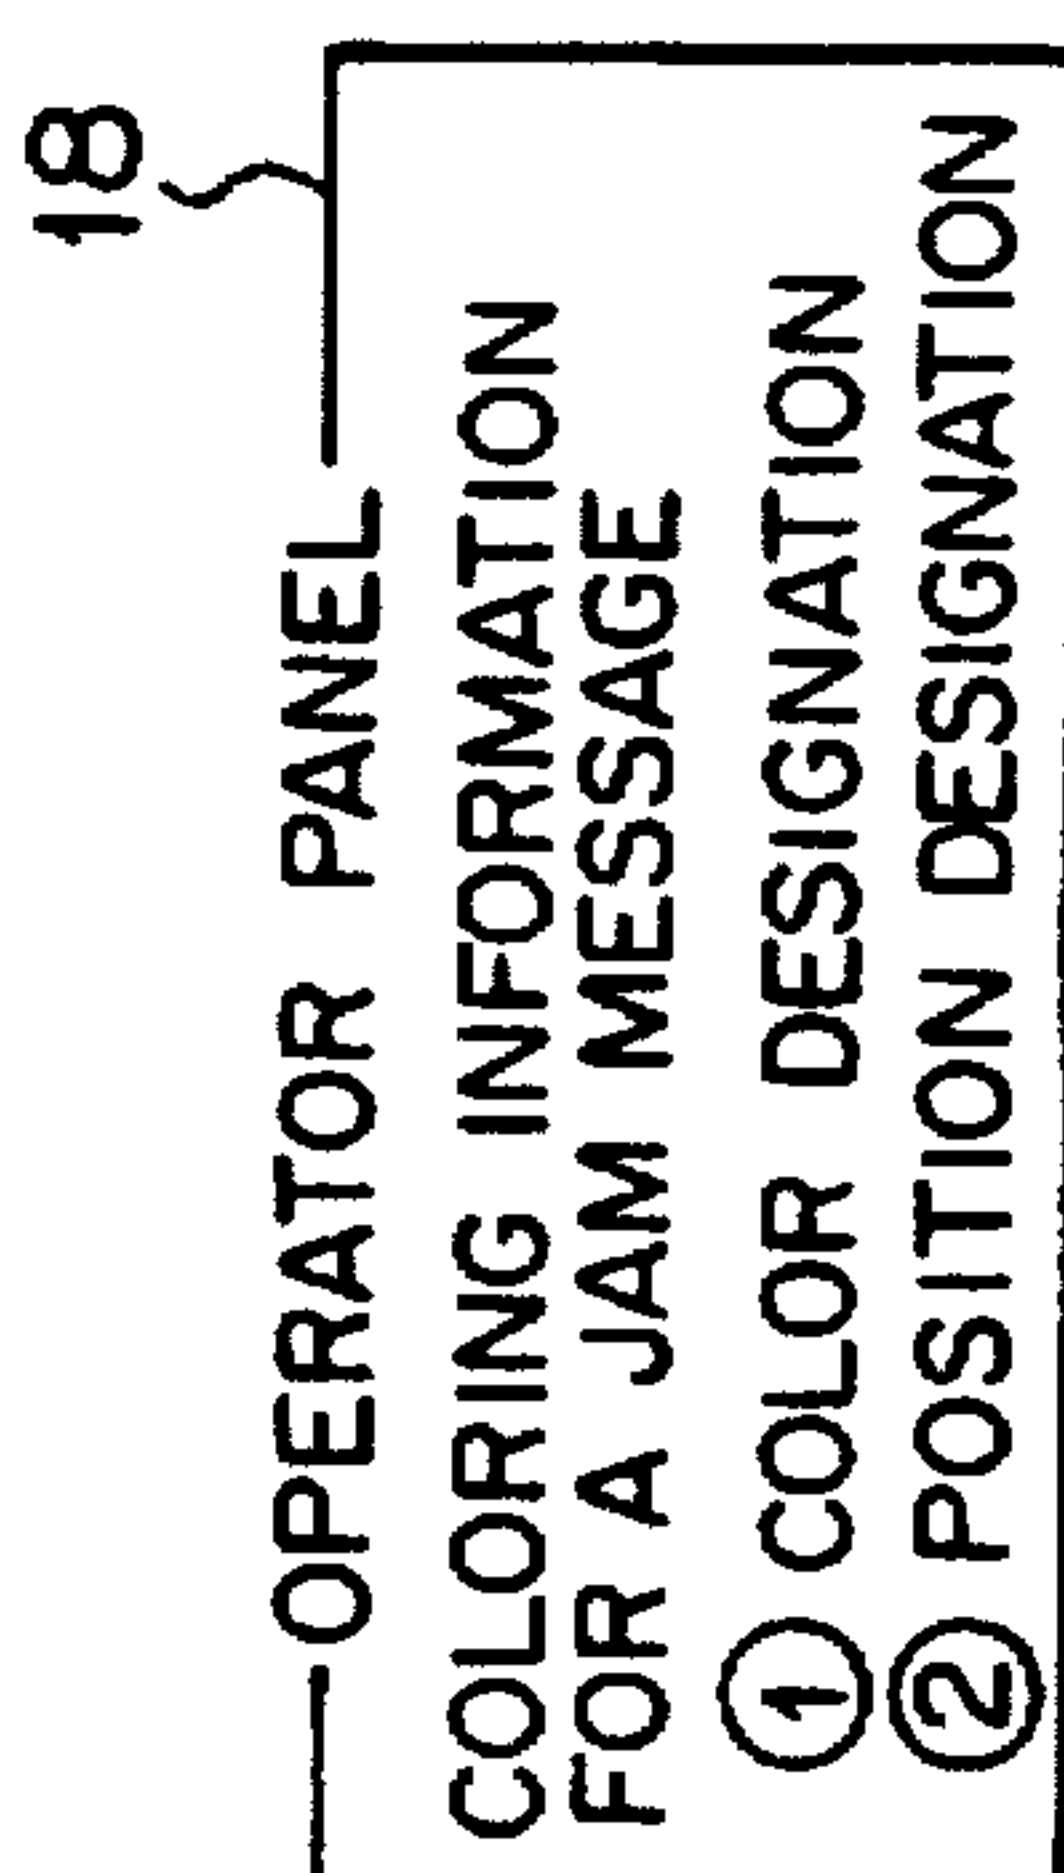 18
OPERATOR PANEL
COLORING INFORMATION
FOR A JAM MESSAGE
① COLOR DESIGNATION
② POSITION DESIGNATION